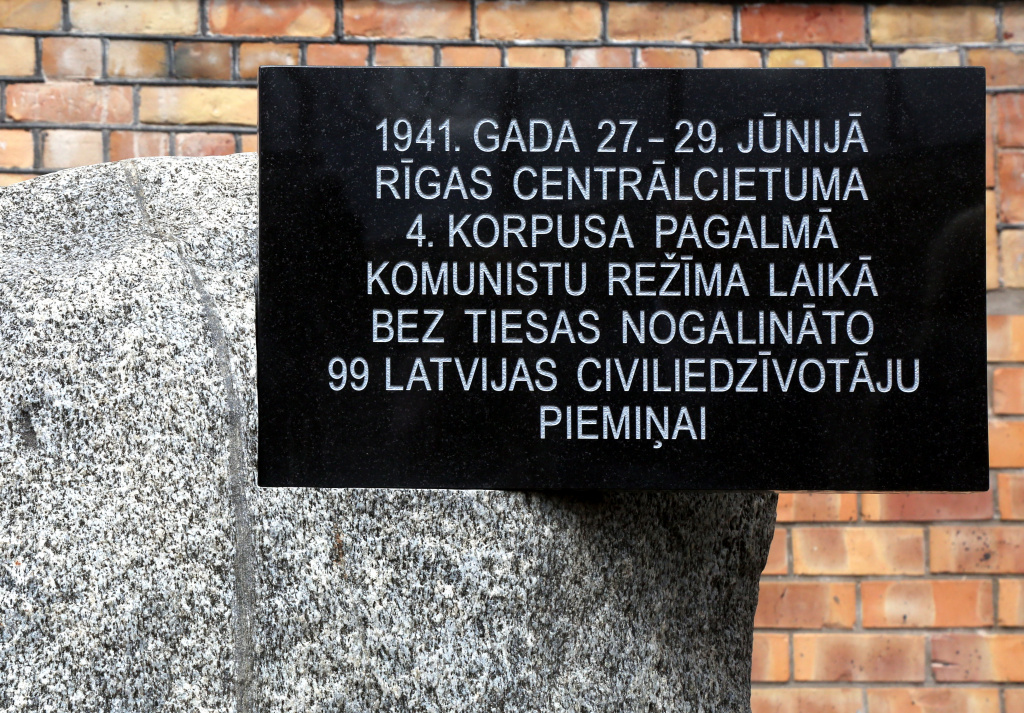 1941. GADA 27.– 29. JŪNIJĀ
RĪGAS CENTRĀLCIETUMA
4. KORPUSA PAGALMĀ
KOMUNISTU REŽĪMA LAIKĀ
BEZ TIESAS NOGALINĀTO
99 LATVIJAS CIVILIEDZĪVOTĀJU
PIEMIŅAI